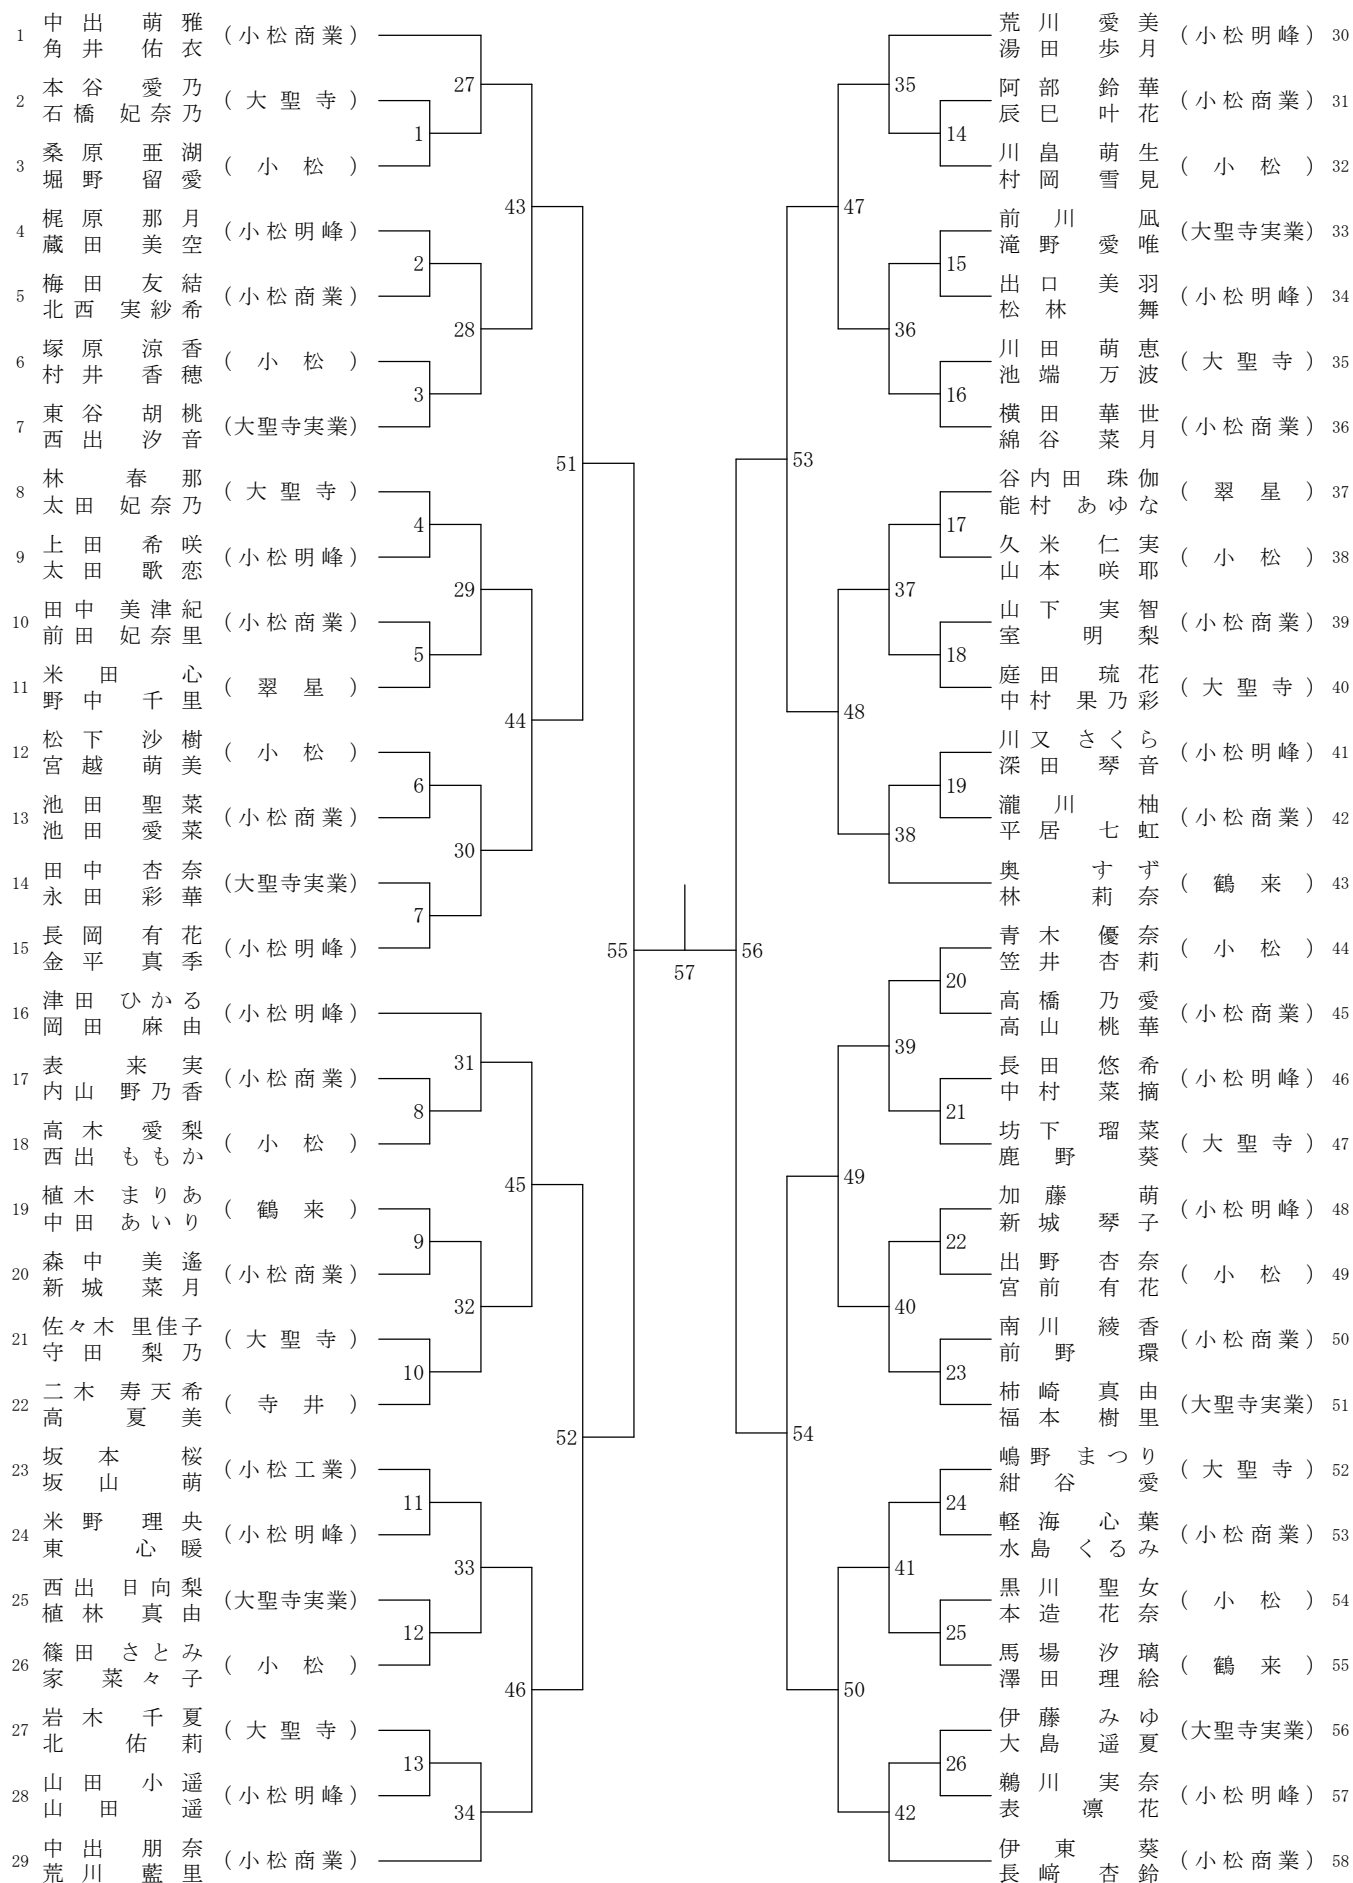 中出 萌雅
1 (小松商業)
角井 佑衣
本谷 愛乃
2 (大聖寺)
石橋 妃奈乃
桑原 亜湖
3 (小松)
堀野 留愛
梶原 那月
4 (小松明峰)
蔵田 美空
梅田 友結
5 (小松商業)
北西 実紗希
塚原 涼香
6 (小松)
村井 香穂
東谷 胡桃
7 (大聖寺実業)
西出 汐音
林 春那
8 (大聖寺)
太田 妃奈乃
上田 希咲
9 (小松明峰)
太田 歌恋
田中 美津紀
10 (小松商業)
前田 妃奈里
米田 心
11 (翠星)
野中 千里
松下 沙樹
12 (小松)
宮越 萌美
池田 聖菜
13 (小松商業)
池田 愛菜
田中 杏奈
14 (大聖寺実業)
永田 彩華
長岡 有花
15 (小松明峰)
金平 真季
津田 ひかる
16 (小松明峰)
岡田 麻由
表 来実
17 (小松商業)
内山 野乃香
高木 愛梨
18 (小松)
西出 ももか
植木 まりあ
19 (鶴来)
中田 あいり
森中 美遙
20 (小松商業)
新城 菜月
佐々木 里佳子
21 (大聖寺)
守田 梨乃
二木 寿天希
22 (寺井)
高 夏美
坂本 桜
23 (小松工業)
坂山 萌
米野 理央
24 (小松明峰)
東 心暖
西出 日向梨
25 (大聖寺実業)
植林 真由
篠田 さとみ
26 (小松)
家 菜々子
岩木 千夏
27 (大聖寺)
北 佑莉
山田 小遥
28 (小松明峰)
山田 遥
中出 朋奈
29 (小松商業)
荒川 藍里
27
1
43
2
28
3
51
4
29
5
44
6
30
7
55
31
8
45
9
32
10
52
11
33
12
46
13
34
57
35
14
47
15
36
16
53
17
37
18
48
19
38
56
20
39
21
49
22
40
23
54
24
41
25
50
26
42
荒川 愛美
(小松明峰) 30
湯田 歩月
阿部 鈴華
(小松商業) 31
辰巳 叶花
川畠 萌生
(小松) 32
村岡 雪見
前川 凪
(大聖寺実業) 33
滝野 愛唯
出口 美羽
(小松明峰) 34
松林 舞
川田 萌恵
(大聖寺) 35
池端 万波
横田 華世
(小松商業) 36
綿谷 菜月
谷内田 珠伽
(翠星) 37
能村 あゆな
久米 仁実
(小松) 38
山本 咲耶
山下 実智
(小松商業) 39
室 明梨
庭田 琉花
(大聖寺) 40
中村 果乃彩
川又 さくら
(小松明峰) 41
深田 琴音
瀧川 柚
(小松商業) 42
平居 七虹
奥 すず
(鶴来) 43
林 莉奈
青木 優奈
(小松) 44
笠井 杏莉
高橋 乃愛
(小松商業) 45
高山 桃華
長田 悠希
(小松明峰) 46
中村 菜摘
坊下 瑠菜
(大聖寺) 47
鹿野 葵
加藤 萌
(小松明峰) 48
新城 琴子
出野 杏奈
(小松) 49
宮前 有花
南川 綾香
(小松商業) 50
前野 環
柿崎 真由
(大聖寺実業) 51
福本 樹里
嶋野 まつり
(大聖寺) 52
紺谷 愛
軽海 心葉
(小松商業) 53
水島 くるみ
黒川 聖女
(小松) 54
本造 花奈
馬場 汐璃
(鶴来) 55
澤田 理絵
伊藤 みゆ
(大聖寺実業) 56
大島 遥夏
鵜川 実奈
(小松明峰) 57
表 凛花
伊東 葵
(小松商業) 58
長﨑 杏鈴